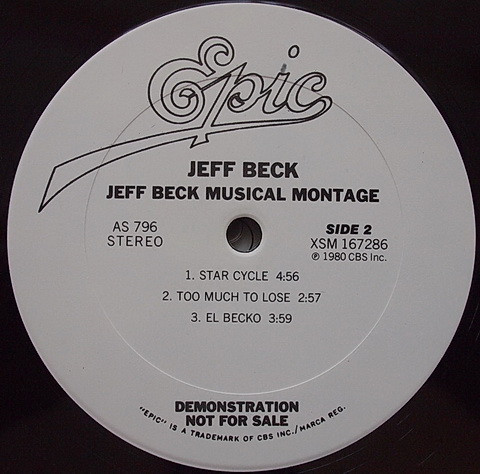 Epic
JEFF BECK
JEFF BECK MUSICAL MONTAGE
AS 796
STEREO
SIDE 2
XSM 167286
℗ 1980 CBS Inc.
1. STAR CYCLE 4:56
2. TOO MUCH TO LOSE 2:57
3. EL BECKO 3:59
DEMONSTRATION
NOT FOR SALE
"EPIC" IS A TRADEMARK OF CBS INC./MARCA REG.